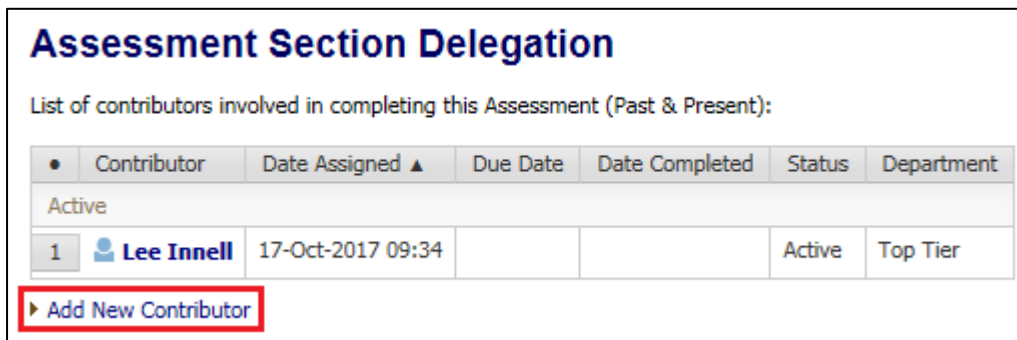 Assessment Section Delegation
List of contributors involved in completing this Assessment (Past & Present):
• Contributor Date Assigned ▲ Due Date Date Completed Status Department
Active
1 Lee Innell 17-Oct-2017 09:34 Active Top Tier
Add New Contributor